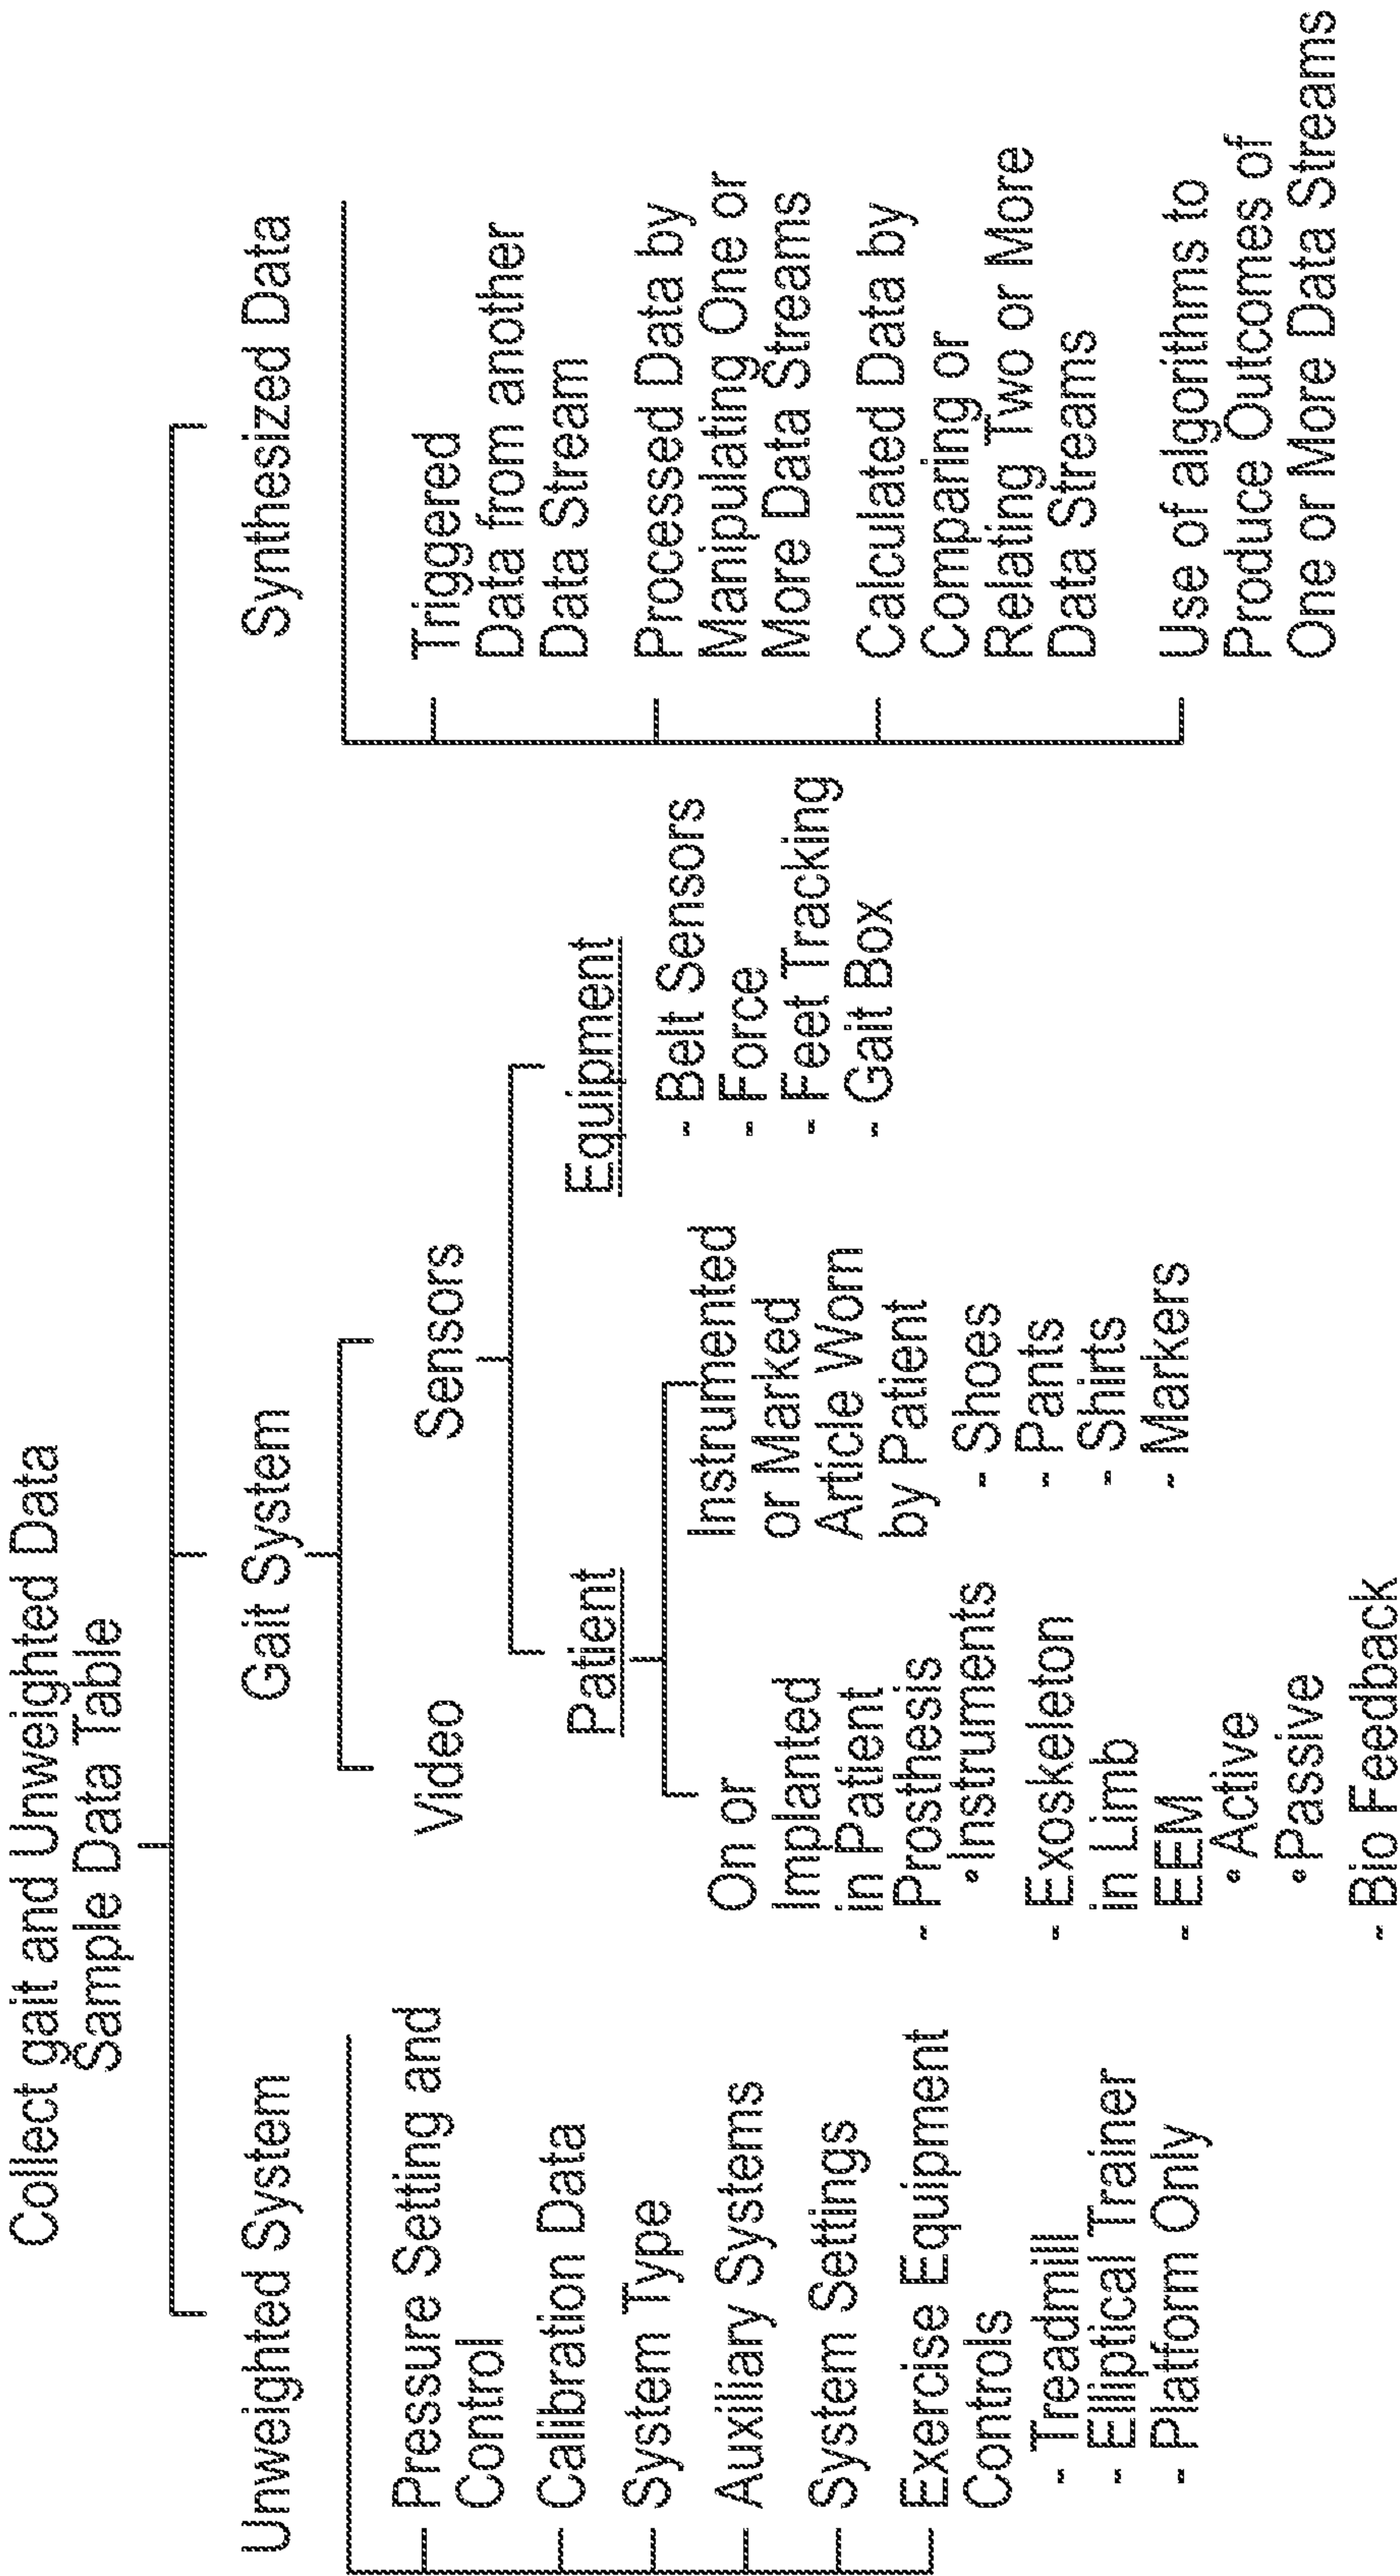 Collect gait and Unweighted Data
Sample Data Table
Unweighted System
Pressure Setting and
Control
Calibration Data
System Type
Auxiliary Systems
System Settings
Exercise Equipment
Controls
- Treadmill
- Elliptical Trainer
- Platform Only
Gait System
Video
Sensors
Patient
On or
Implanted
in Patient
- Prosthesis
•Instruments
- Exoskeleton
in Limb
- EEM
• Active
• Passive
- Bio Feedback
Instrumented
or Marked
Article Worn
by Patient
- Shoes
- Pants
- Shirts
- Markers
Equipment
- Belt Sensors
- Force
- Feet Tracking
- Gait Box
Synthesized Data
Triggered
Data from another
Data Stream
Processed Data by
Manipulating One or
More Data Streams
Calculated Data by
Comparing or
Relating Two or More
Data Streams
Use of algorithms to
Produce Outcomes of
One or More Data Streams